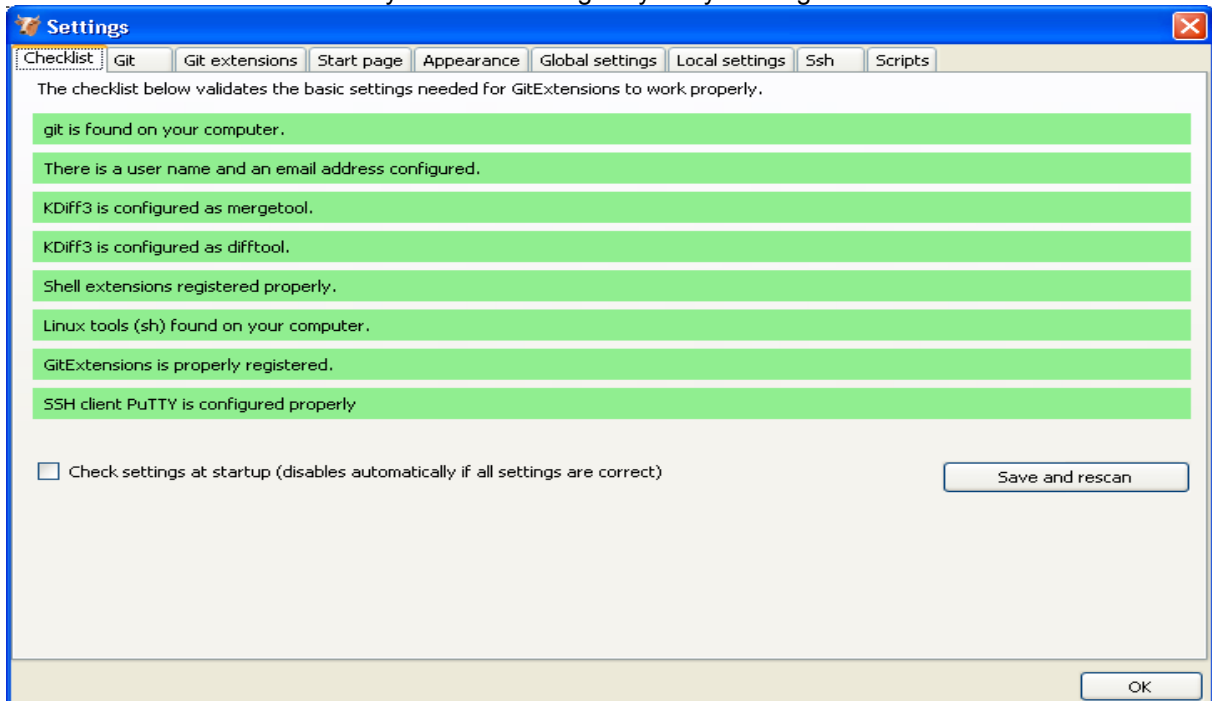 Settings
Checklist Git Git extensions Start page Appearance Global settings Local settings Ssh Scripts
The checklist below validates the basic settings needed for GitExtensions to work properly.
git is found on your computer.
There is a user name and an email address configured.
KDiff3 is configured as mergetool.
KDiff3 is configured as difftool.
Shell extensions registered properly.
Linux tools (sh) found on your computer.
GitExtensions is properly registered.
SSH client PuTTY is configured properly
Check settings at startup (disables automatically if all settings are correct)
Save and rescan
OK